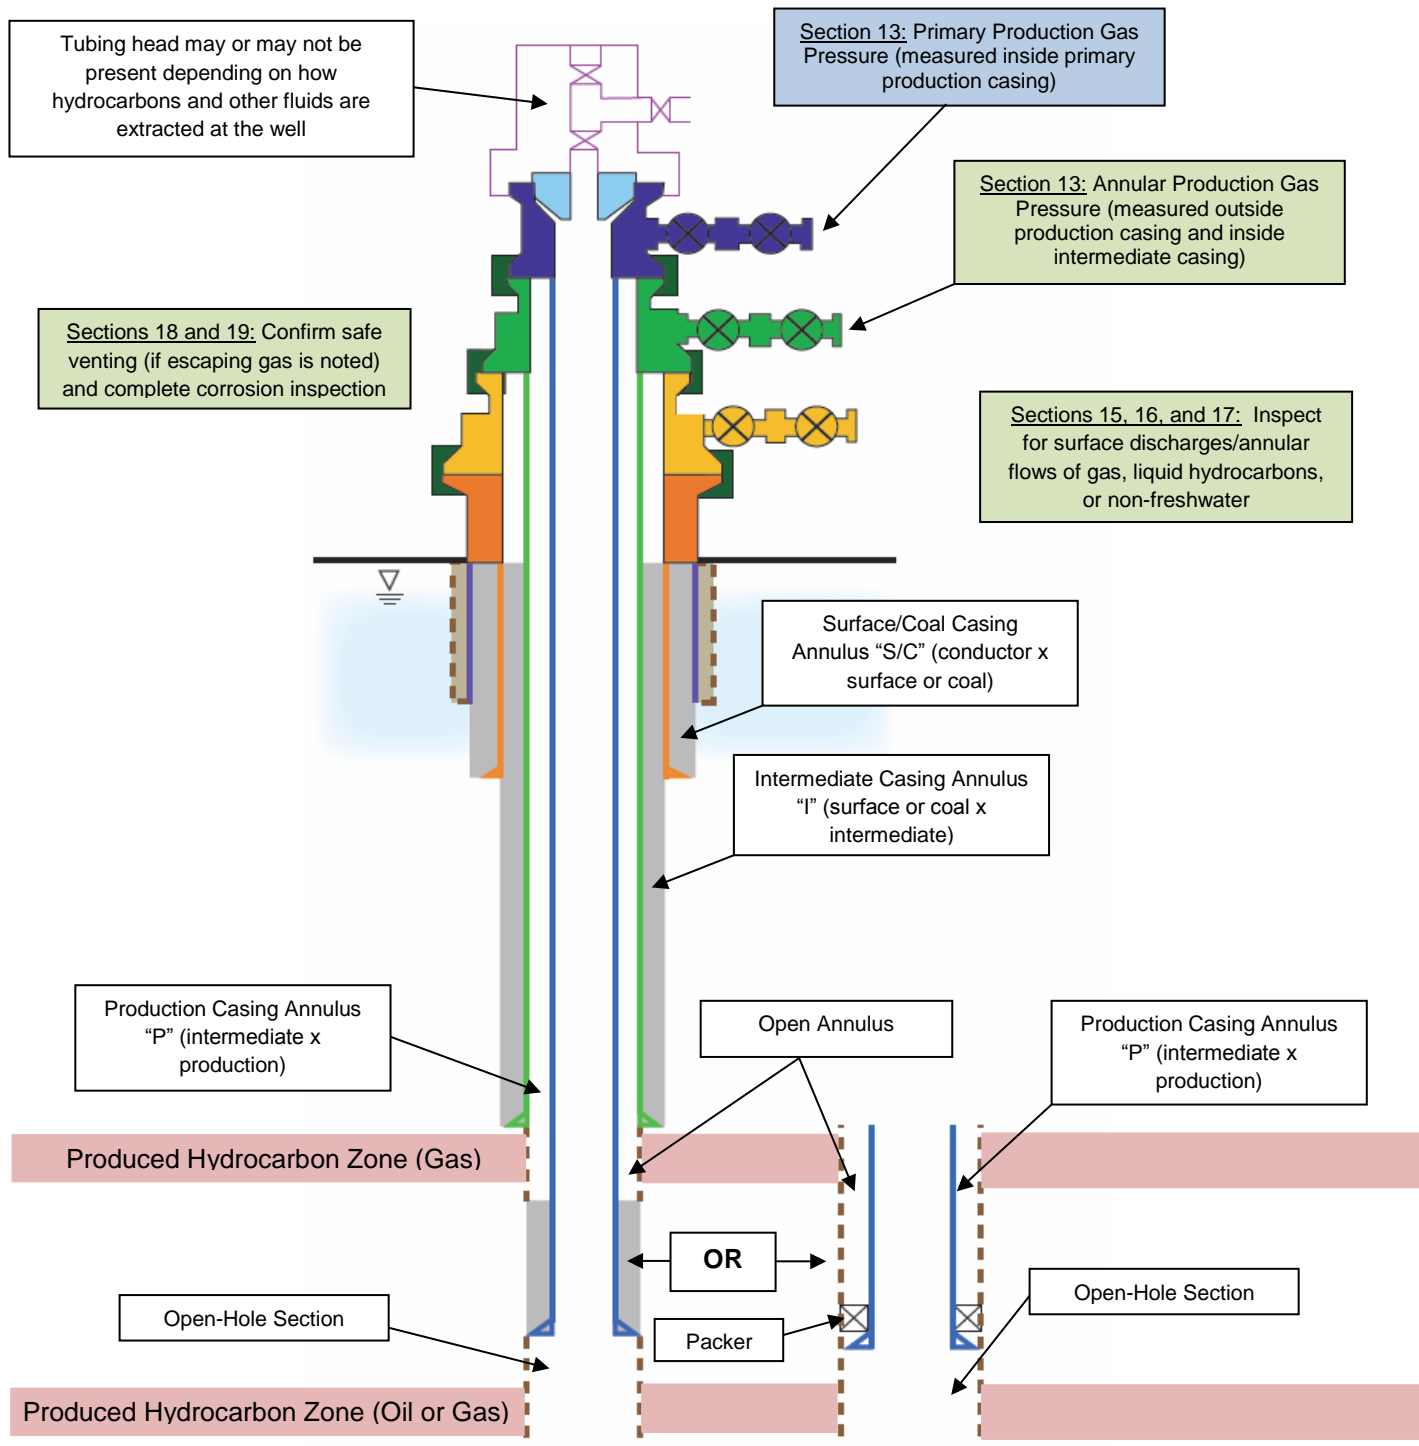 Tubing head may or may not be
present depending on how
hydrocarbons and other fluids are
extracted at the well
Section 13: Primary Production Gas
Pressure (measured inside primary
production casing)
Section 13: Annular Production Gas
Pressure (measured outside
production casing and inside
intermediate casing)
Sections 18 and 19: Confirm safe
venting (if escaping gas is noted)
and complete corrosion inspection
Sections 15, 16, and 17: Inspect
for surface discharges/annular
flows of gas, liquid hydrocarbons,
or non-freshwater
Surface/Coal Casing
Annulus “S/C” (conductor x
surface or coal)
Intermediate Casing Annulus
“I” (surface or coal x
intermediate)
Production Casing Annulus
“P” (intermediate x
production)
Open Annulus
Production Casing Annulus
“P” (intermediate x
production)
Produced Hydrocarbon Zone (Gas)
OR
Open-Hole Section
Packer
Open-Hole Section
Produced Hydrocarbon Zone (Oil or Gas)